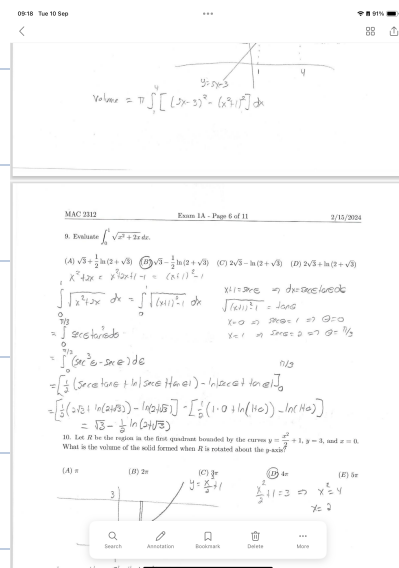 09:18 Tue 10 Sep
91%
1 4
y=5x-3
Volume = π ∫₁⁴ [(5x-3)² - (x²+1)²] dx
MAC 2312 Exam 1A - Page 6 of 11 2/15/2024
9. Evaluate ∫₀¹ √(x² + 2x) dx.
(A) √3 + 1/2 ln (2 + √3) (B) √3 - 1/2 ln (2 + √3) (C) 2√3 - ln (2 + √3) (D) 2√3 + ln (2 + √3)
x²+2x = x²+2x+1-1 = (x+1)²-1
∫₀¹ √(x²+2x) dx = ∫₀¹ √((x+1)²-1) dx
x+1=secθ ⇒ dx=secθtanθdθ
√((x+1)²-1 = tanθ
x=0 ⇒ secθ=1 ⇒ θ=0
x=1 ⇒ secθ=2 ⇒ θ=π/3
= ∫₀^π/3 secθtan²θdθ
= ∫₀^π/3 (sec³θ-secθ)dθ
=[1/2(secθtanθ+ln|secθ+tanθ|)-ln|secθ+tanθ|]₀^π/3
=[1/2(2√3+ln(2+√3))-ln(2+√3)]-[1/2(1·0+ln(1+0))-ln(1+0)]
= √3 - 1/2 ln(2+√3)
10. Let R be the region in the first quadrant bounded by the curves y = x²/2 + 1, y = 3, and x = 0.
What is the volume of the solid formed when R is rotated about the y-axis?
(A) π (B) 2π (C) 3π (D) 4π (E) 5π
y=x²/2+1
x²/2+1=3 ⇒ x²=4
x=2
3
Search Annotation Bookmark Delete More